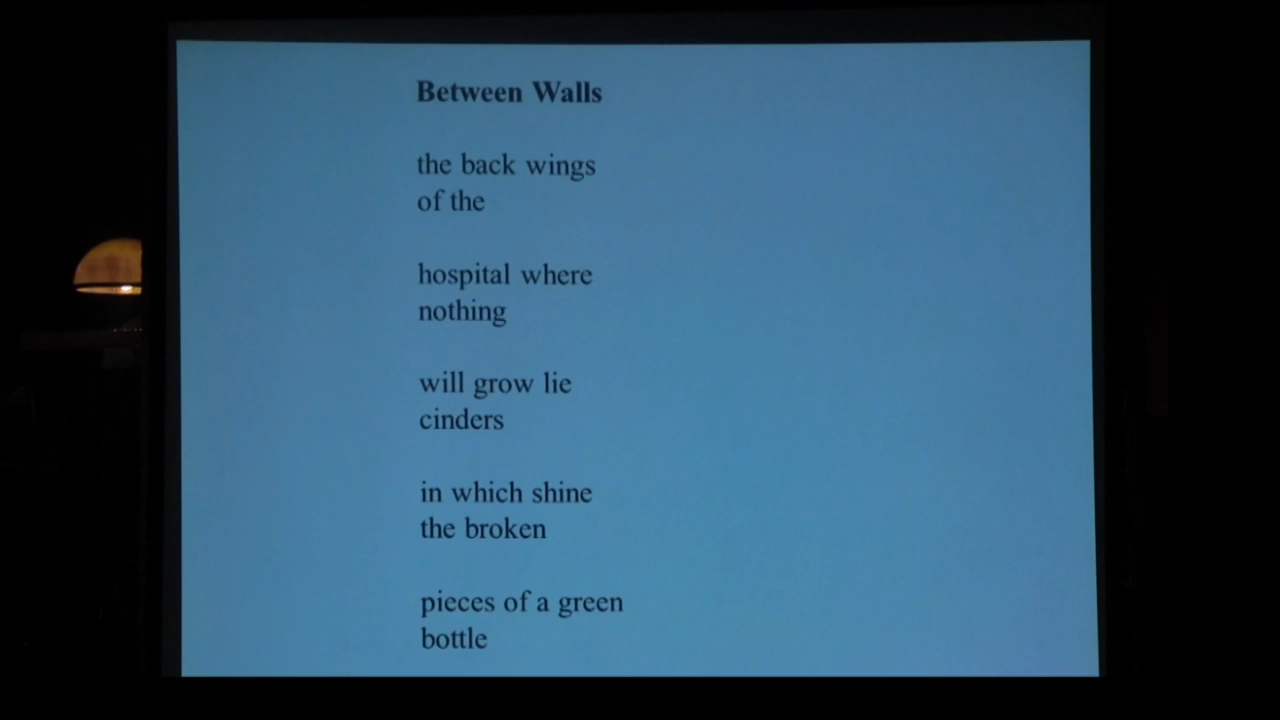 Between Walls
the back wings
of the
hospital where
nothing
will grow lie
cinders
in which shine
the broken
pieces of a green
bottle